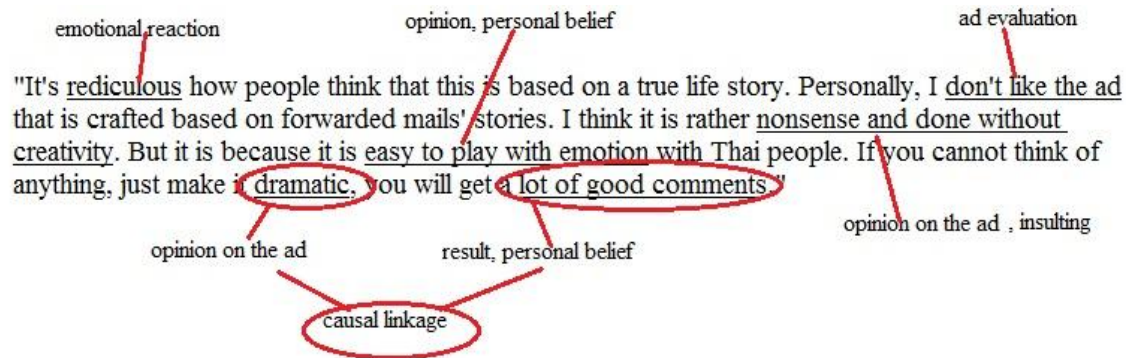 emotional reaction
opinion, personal belief
ad evaluation
"It's rediculous how people think that this is based on a true life story. Personally, I don't like the ad
that is crafted based on forwarded mails' stories. I think it is rather nonsense and done without
creativity. But it is because it is easy to play with emotion with Thai people. If you cannot think of
anything, just make it dramatic, you will get a lot of good comments."
opinion on the ad
result, personal belief
opinion on the ad , insulting
causal linkage